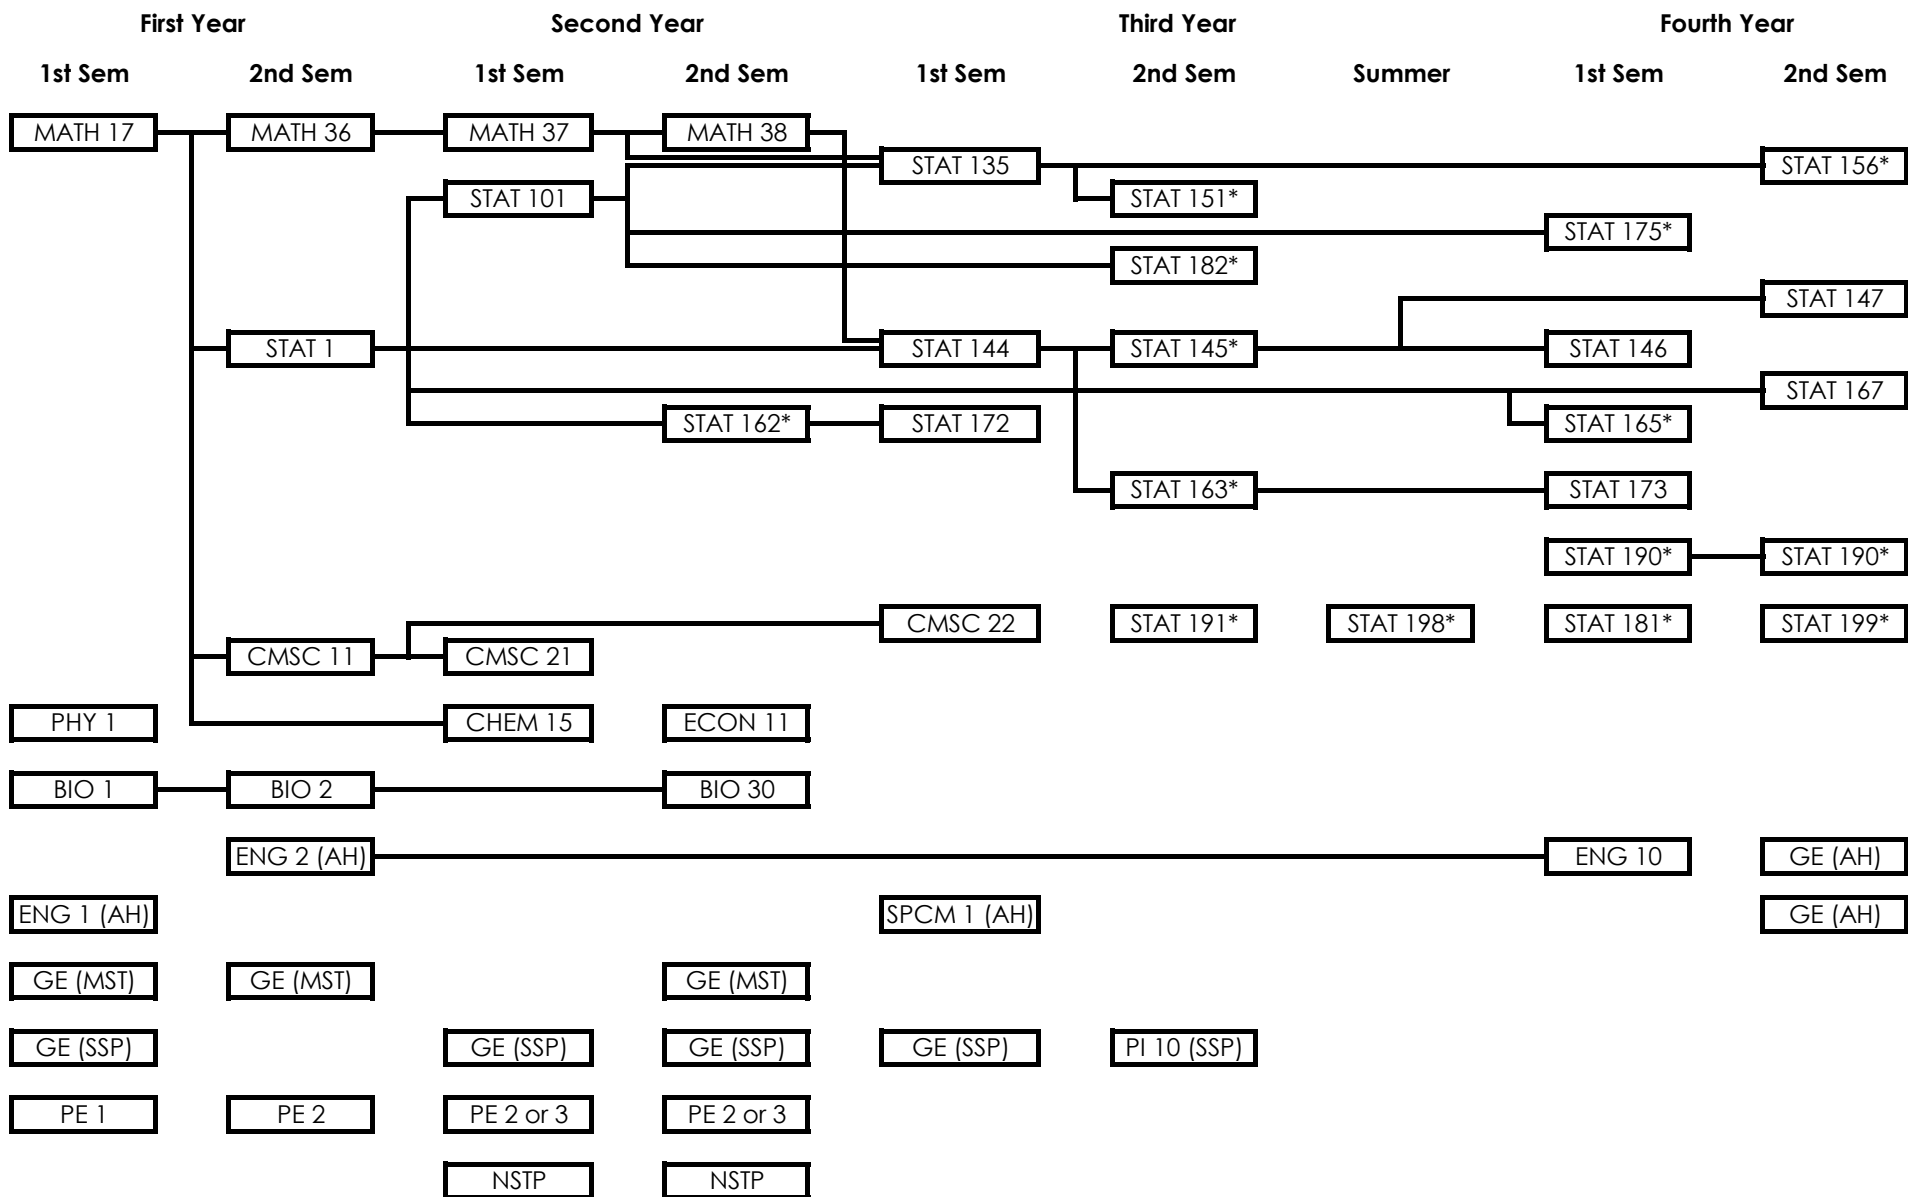 First Year Second Year Third Year Fourth Year
1st Sem 2nd Sem 1st Sem 2nd Sem 1st Sem 2nd Sem Summer 1st Sem 2nd Sem
MATH 17 MATH 36 MATH 37 MATH 38
STAT 135 STAT 156*
STAT 101 STAT 151*
STAT 175*
STAT 182*
STAT 147
STAT 1 STAT 144 STAT 145* STAT 146
STAT 167
STAT 162* STAT 172 STAT 165*
STAT 163* STAT 173
STAT 190* STAT 190*
CMSC 22 STAT 191* STAT 198* STAT 181* STAT 199*
CMSC 11 CMSC 21
PHY 1 CHEM 15 ECON 11
BIO 1 BIO 2 BIO 30
ENG 2 (AH) ENG 10 GE (AH)
ENG 1 (AH) SPCM 1 (AH) GE (AH)
GE (MST) GE (MST) GE (MST)
GE (SSP) GE (SSP) GE (SSP) GE (SSP) PI 10 (SSP)
PE 1 PE 2 PE 2 or 3 PE 2 or 3
NSTP NSTP